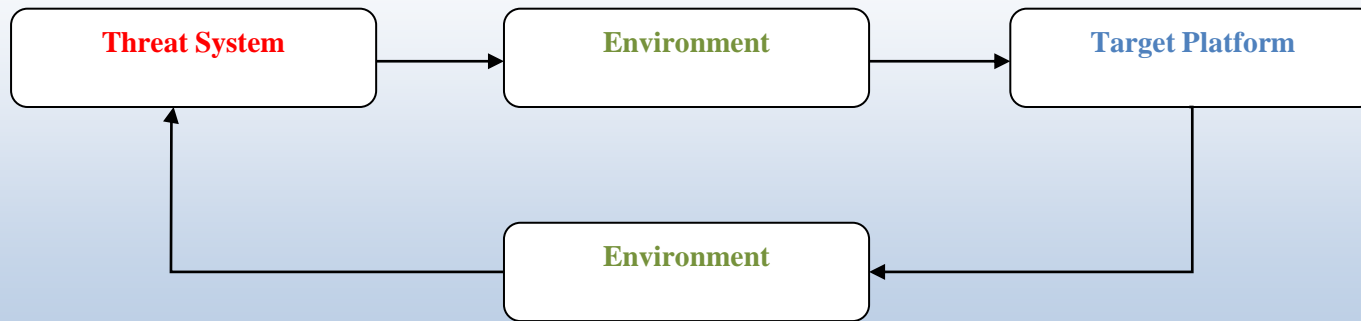 Threat System
Environment
Target Platform
Environment